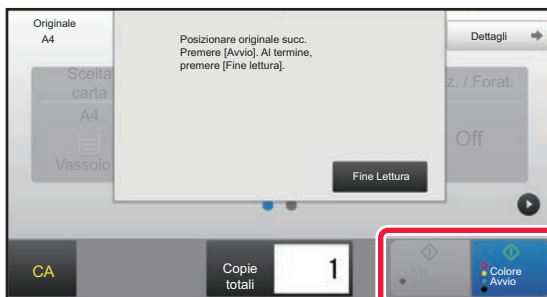 Originale
A4
Posizionare originale succ.
Premere [Avvio]. Al termine,
premere [Fine lettura].
Dettagli
Scelta
carta
A4
Vassoio
z. / Forat.
Off
Fine Lettura
CA
Copie
totali
1
B/N
Colore
Avvio